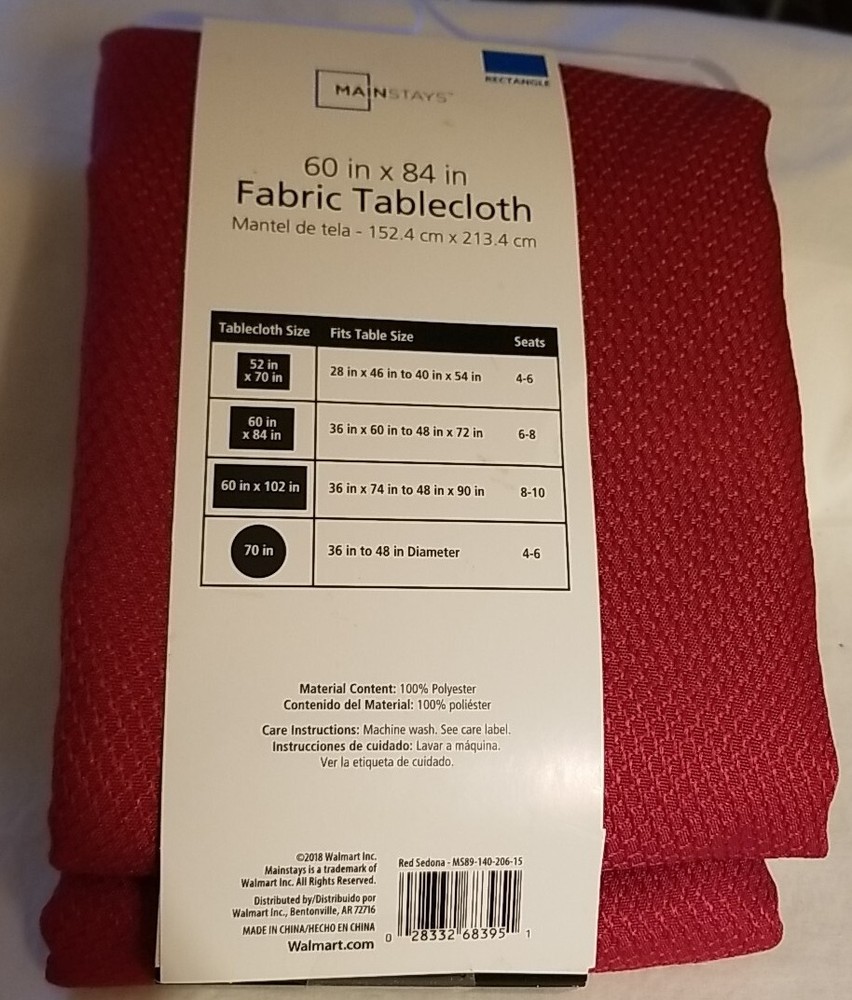 MAINSTAYS™
RECTANGLE
60 in x 84 in
Fabric Tablecloth
Mantel de tela - 152.4 cm x 213.4 cm
Tablecloth Size Fits Table Size Seats
52 in
x 70 in
28 in x 46 in to 40 in x 54 in 4-6
60 in
x 84 in
36 in x 60 in to 48 in x 72 in 6-8
60 in x 102 in 36 in x 74 in to 48 in x 90 in 8-10
70 in 36 in to 48 in Diameter 4-6
Material Content: 100% Polyester
Contenido del Material: 100% poliéster
Care Instructions: Machine wash. See care label.
Instrucciones de cuidado: Lavar a máquina.
Ver la etiqueta de cuidado.
©2018 Walmart Inc.
Mainstays is a trademark of
Walmart Inc. All Rights Reserved.
Distributed by/Distribuido por
Walmart Inc., Bentonville, AR 72716
MADE IN CHINA/HECHO EN CHINA
Walmart.com
Red Sedona - MS89-140-206-15
0 28332 68395 1